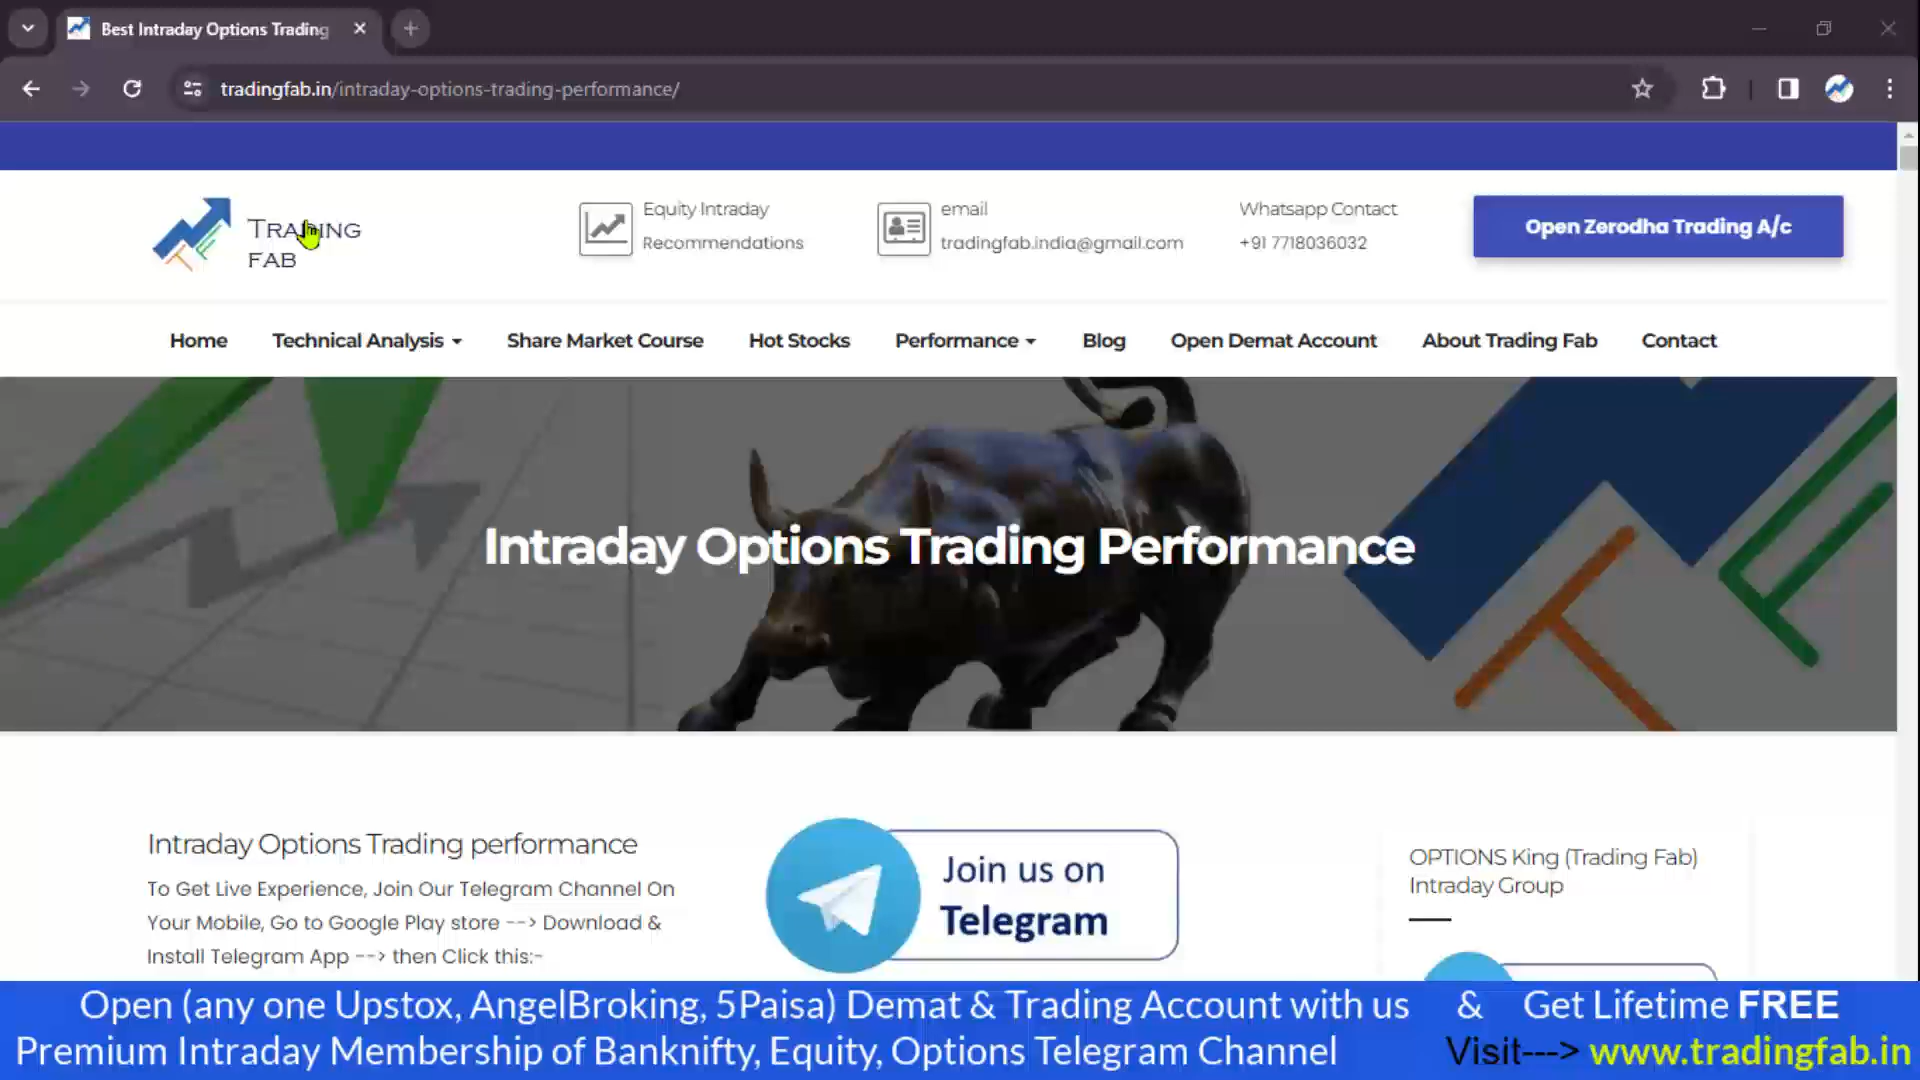 Best Intraday Options Trading
tradingfab.in/intraday-options-trading-performance/
TRADING
FAB
Equity Intraday
Recommendations
email
tradingfab.india@gmail.com
Whatsapp Contact
+91 7718036032
Open Zerodha Trading A/c
Home Technical Analysis Share Market Course Hot Stocks Performance Blog Open Demat Account About Trading Fab Contact
Intraday Options Trading Performance
Intraday Options Trading performance
To Get Live Experience, Join Our Telegram Channel On
Your Mobile, Go to Google Play store --> Download &
Install Telegram App --> then Click this:-
Join us on
Telegram
OPTIONS King (Trading Fab)
Intraday Group
Open (any one Upstox, AngelBroking, 5Paisa) Demat & Trading Account with us & Get Lifetime FREE
Premium Intraday Membership of Banknifty, Equity, Options Telegram Channel Visit---> www.tradingfab.in